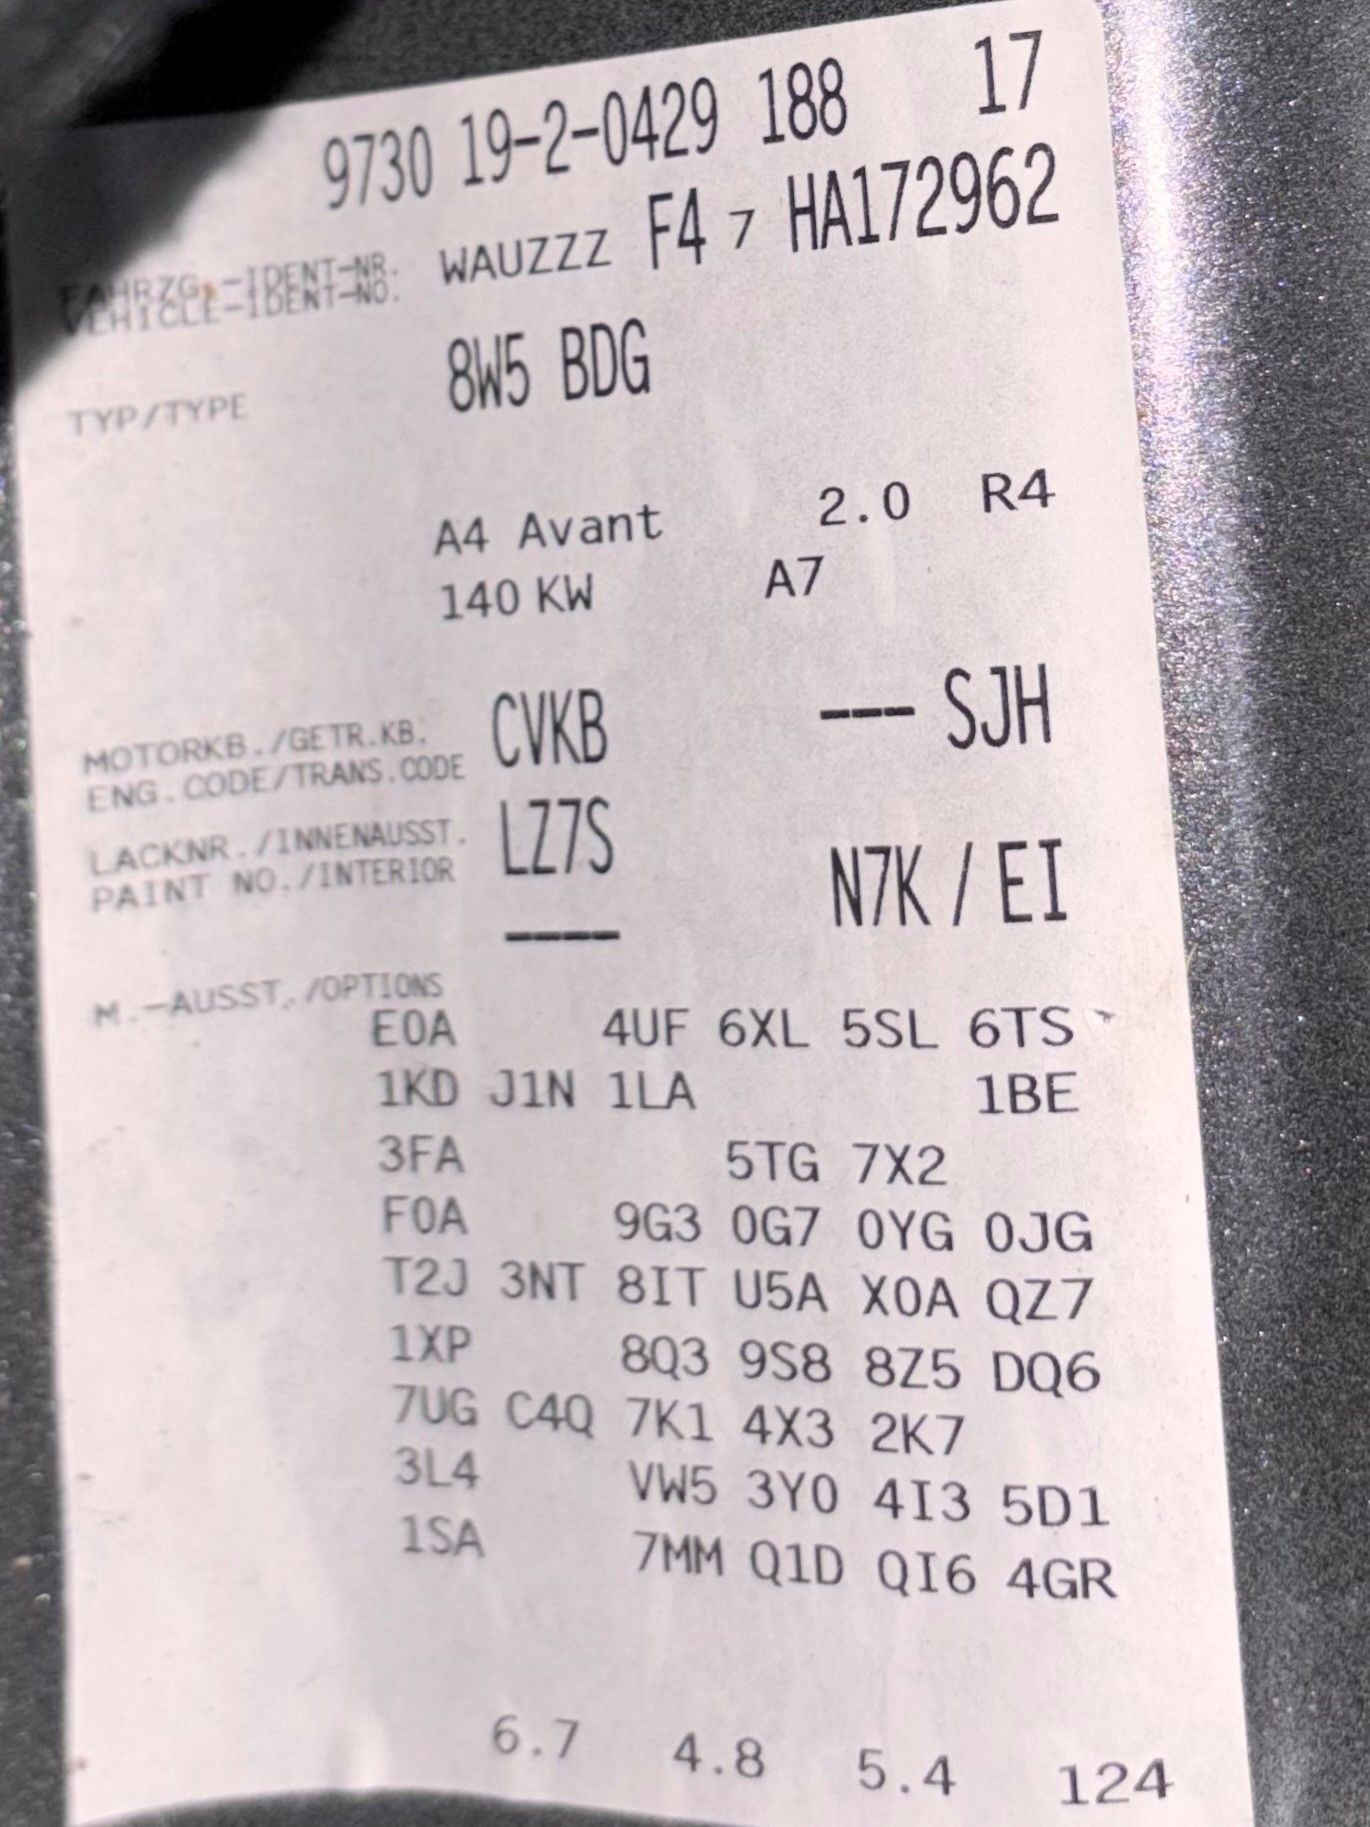 9730 19-2-0429 188 17
FAHRZG.-IDENT-NR.
VEHICLE-IDENT-NO. WAUZZZ F4 7 HA172962
TYP/TYPE 8W5 BDG
A4 Avant 2.0 R4
140 KW A7
MOTORKB./GETR.KB.
ENG.CODE/TRANS.CODE CVKB --- SJH
LACKNR./INNENAUSST.
PAINT NO./INTERIOR LZ7S N7K / EI
----
M.-AUSST./OPTIONS
E0A 4UF 6XL 5SL 6TS
1KD J1N 1LA 1BE
3FA 5TG 7X2
F0A 9G3 0G7 0YG 0JG
T2J 3NT 8IT U5A X0A QZ7
1XP 8Q3 9S8 8Z5 DQ6
7UG C4Q 7K1 4X3 2K7
3L4 VW5 3Y0 4I3 5D1
1SA 7MM Q1D QI6 4GR
6.7 4.8 5.4 124